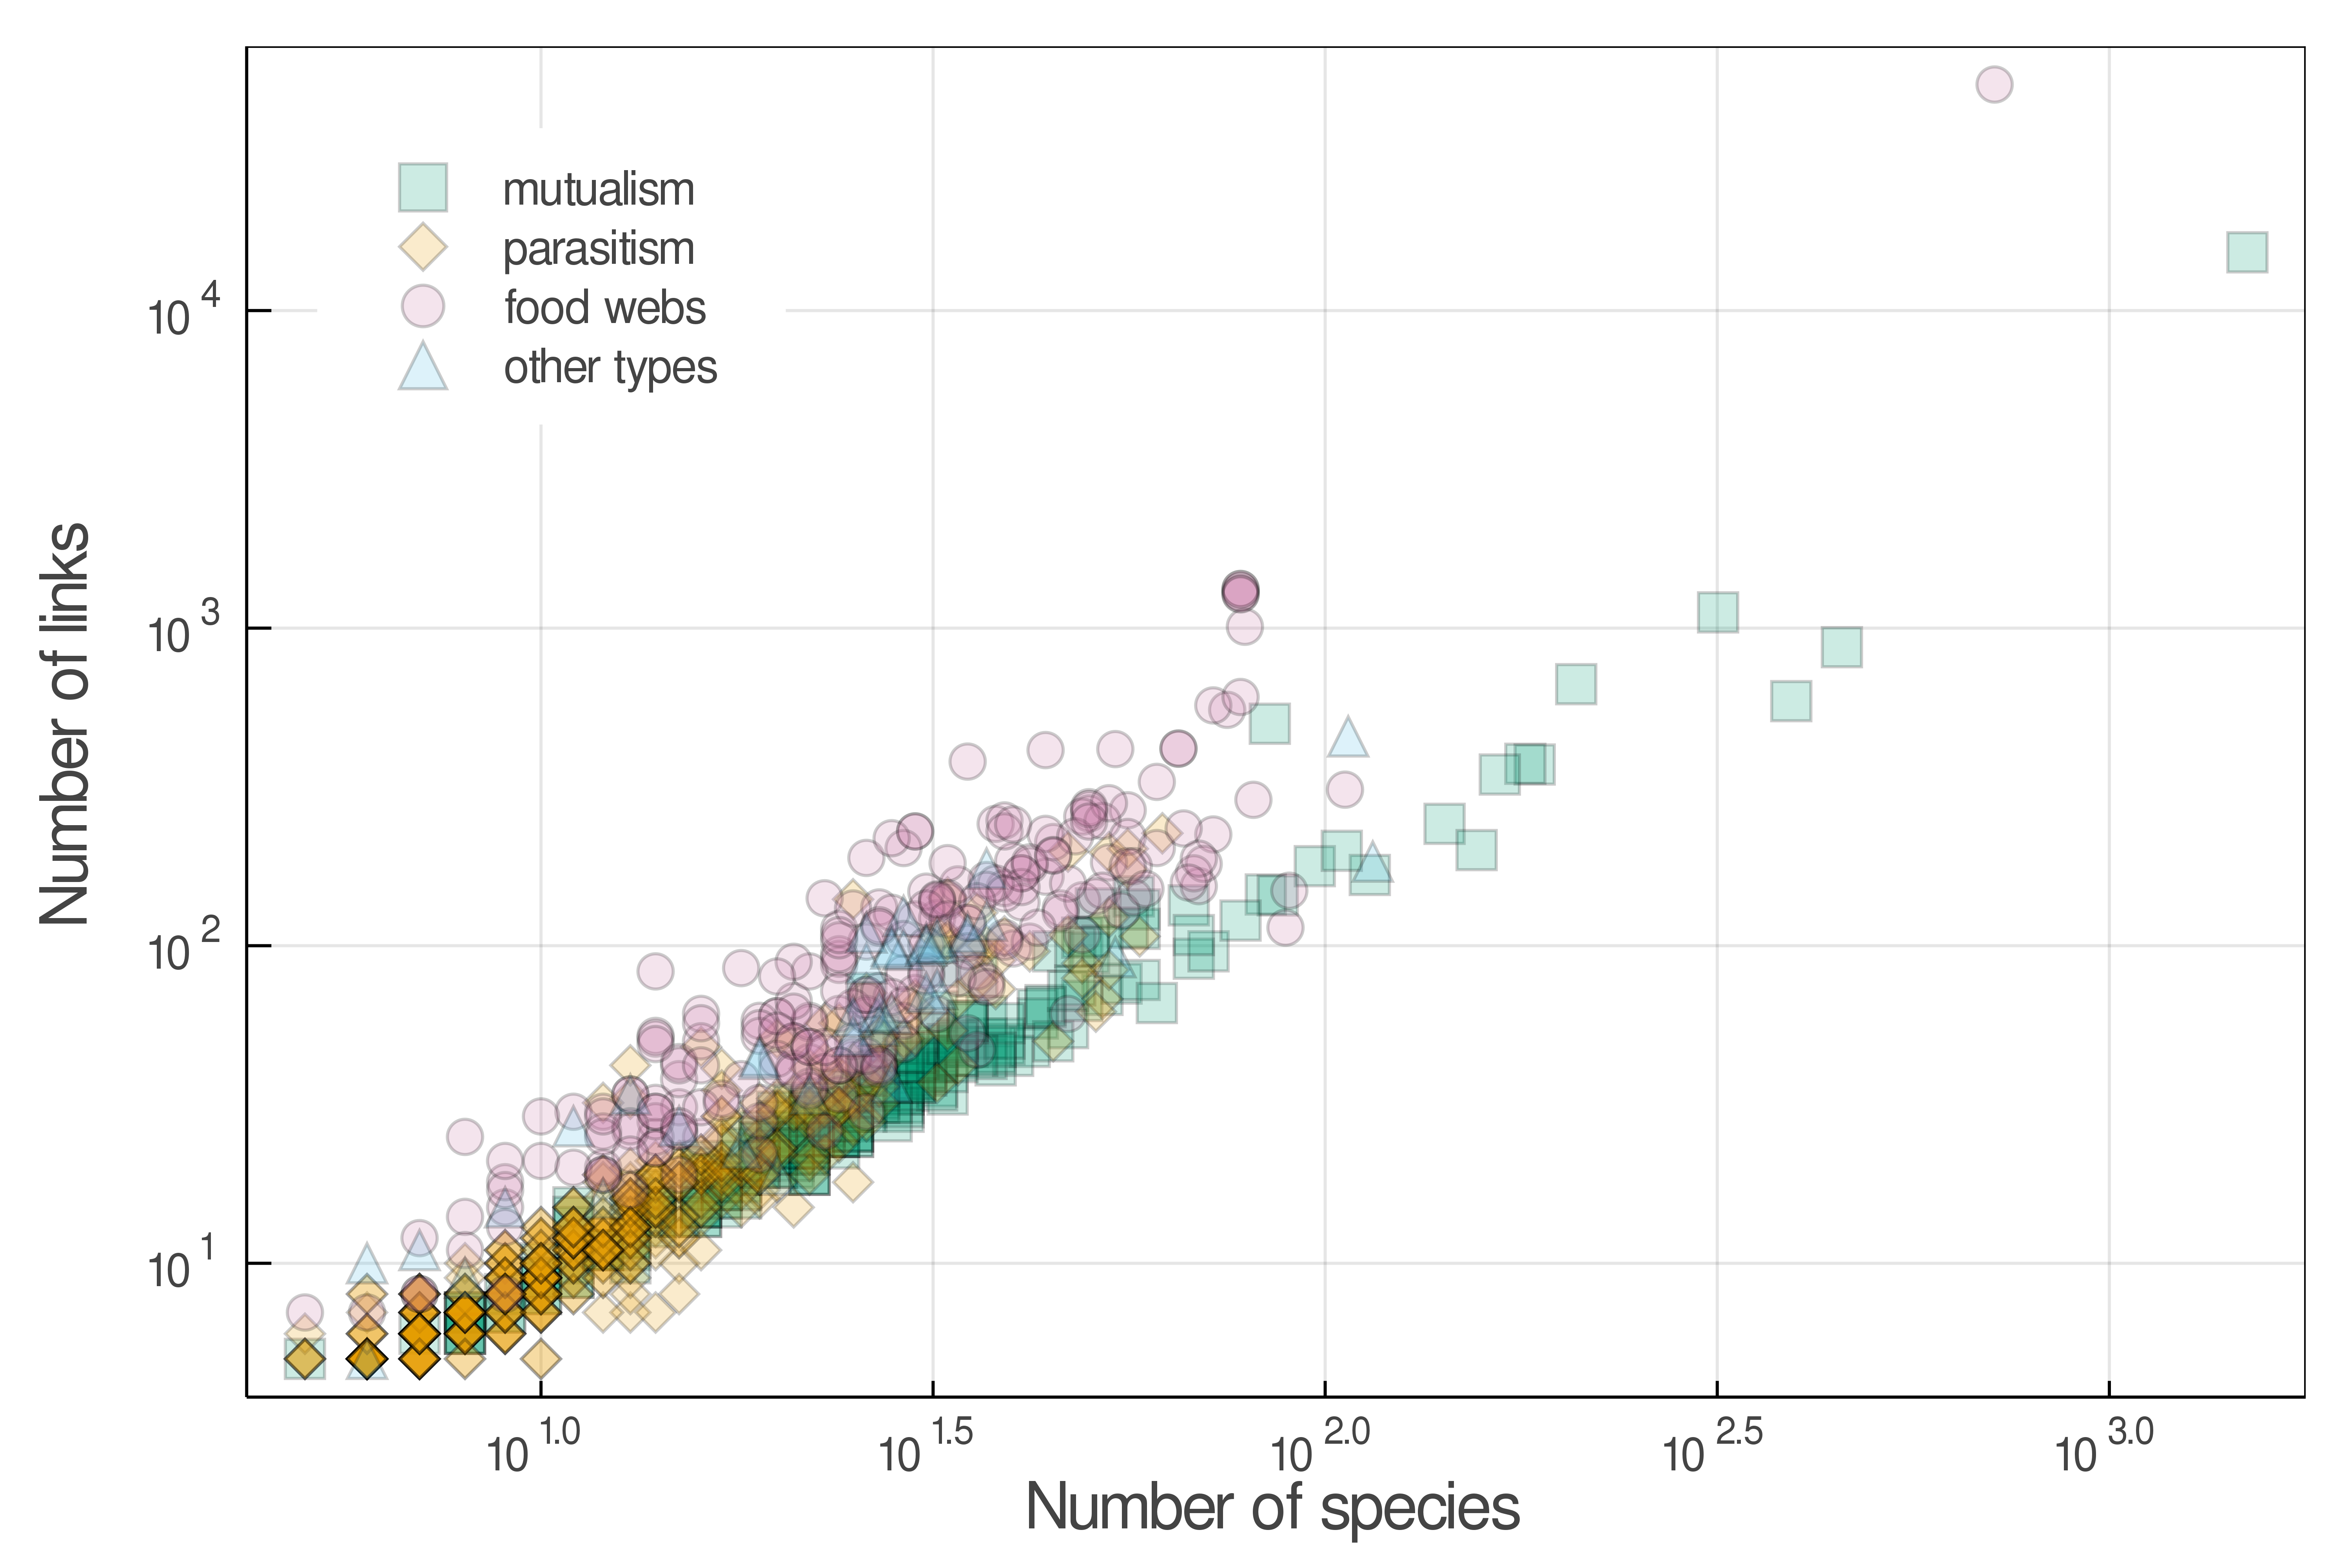 mutualism
parasitism
food webs
other types
10^4
10^3
10^2
10^1
Number of links
10^1.0 10^1.5 10^2.0 10^2.5 10^3.0
Number of species